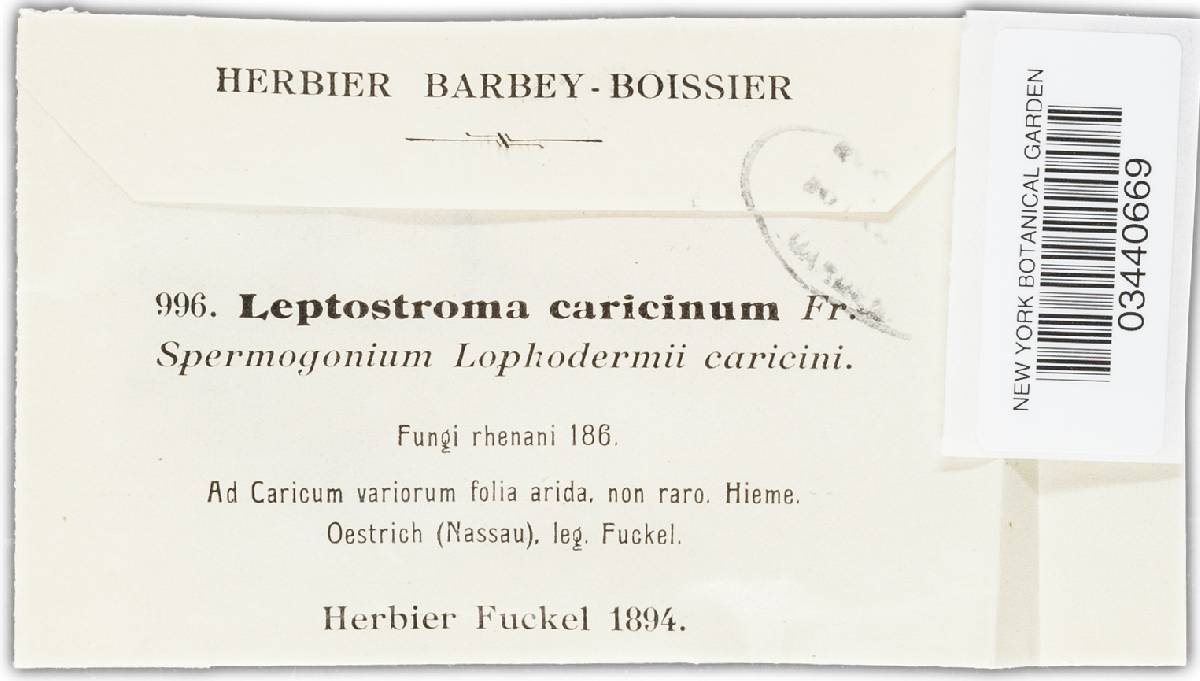 HERBIER BARBEY-BOISSIER
996. Leptostroma caricinum Fr.
Spermogonium Lophodermii caricini.
Fungi rhenani 186.
Ad Caricum variorum folia arida, non raro. Hieme.
Oestrich (Nassau), leg. Fuckel.
Herbier Fuckel 1894.
NEW YORK BOTANICAL GARDEN
03440669